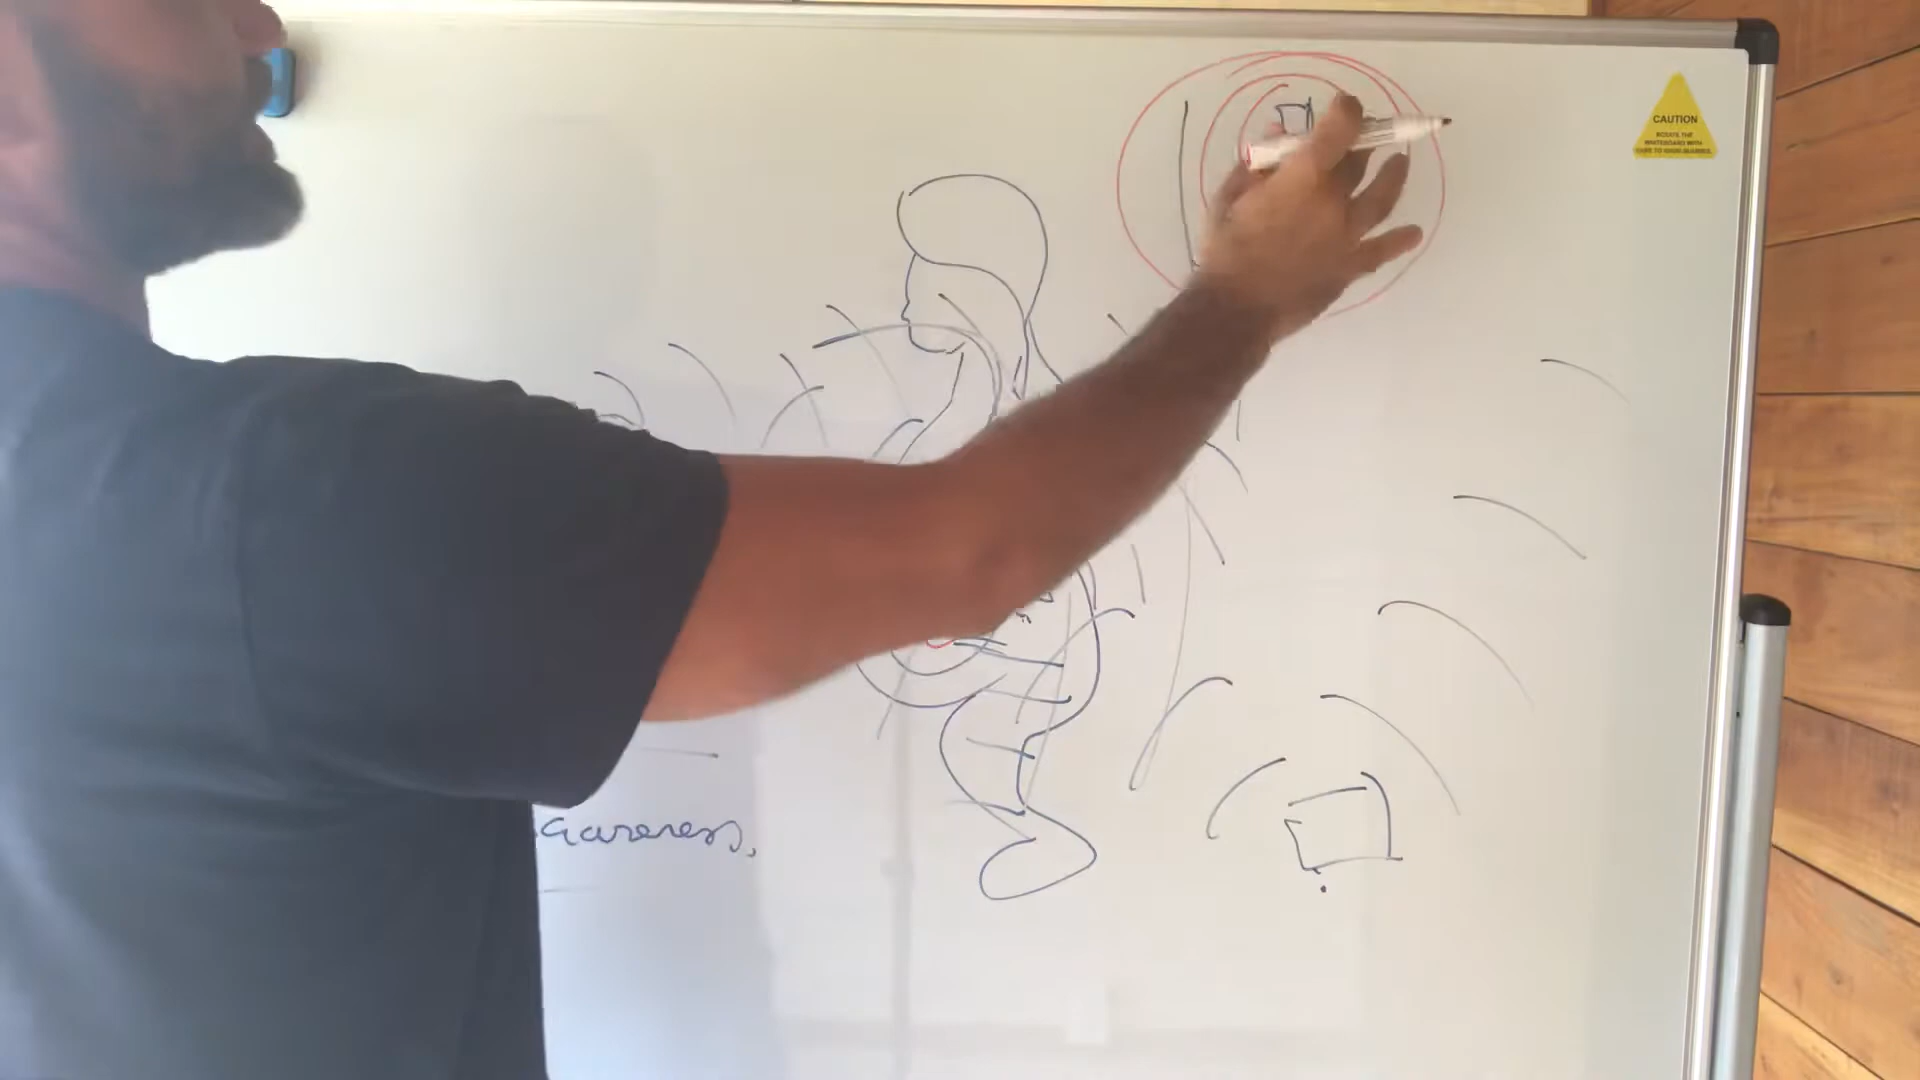 CAUTION
ROTATE THE
WHITEBOARD WITH
CARE TO AVOID INJURIES.
awareness,